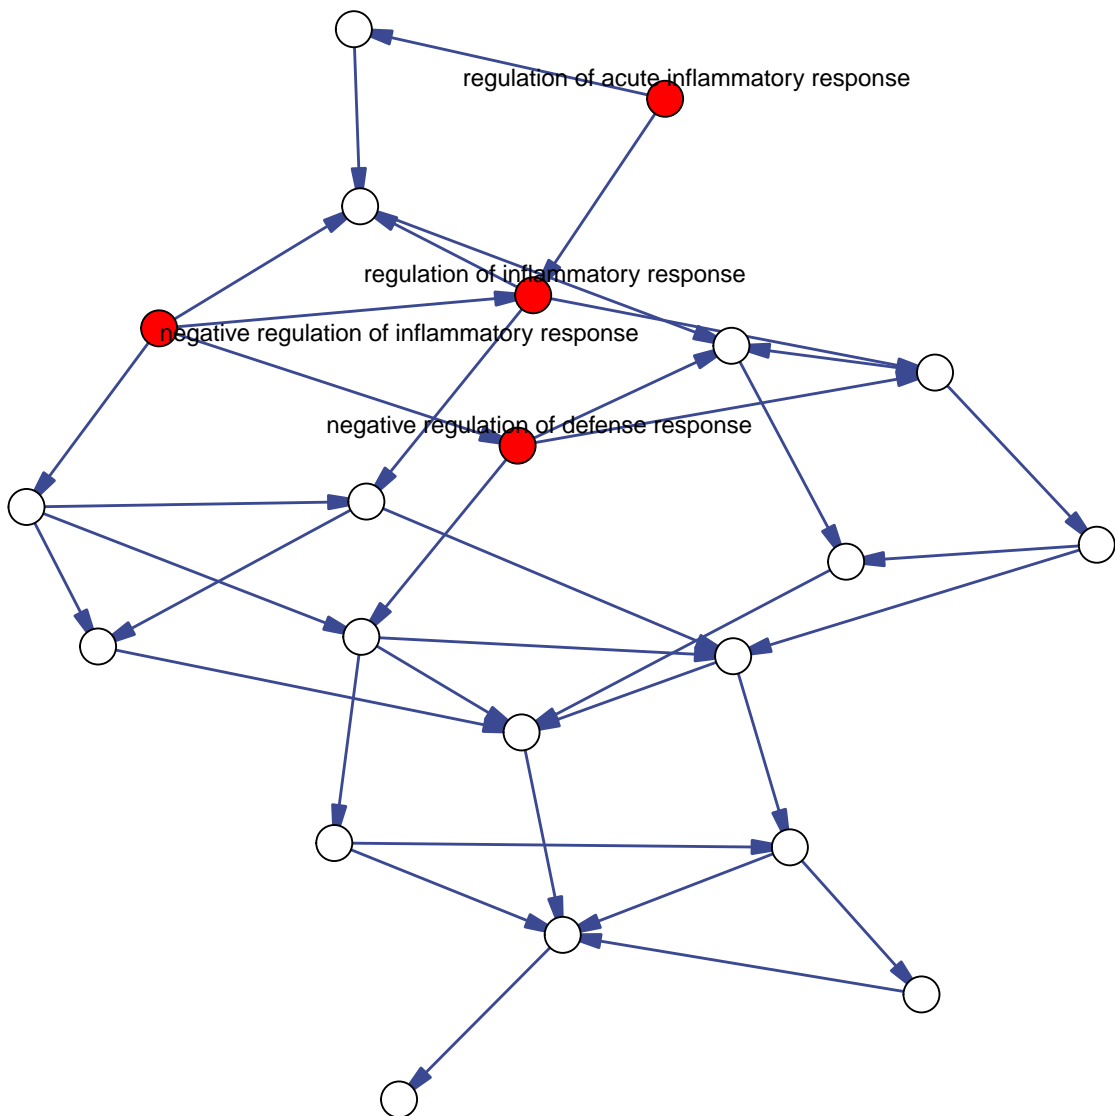 regulation of acute inflammatory response
regulation of inflammatory response
negative regulation of inflammatory response
negative regulation of defense response